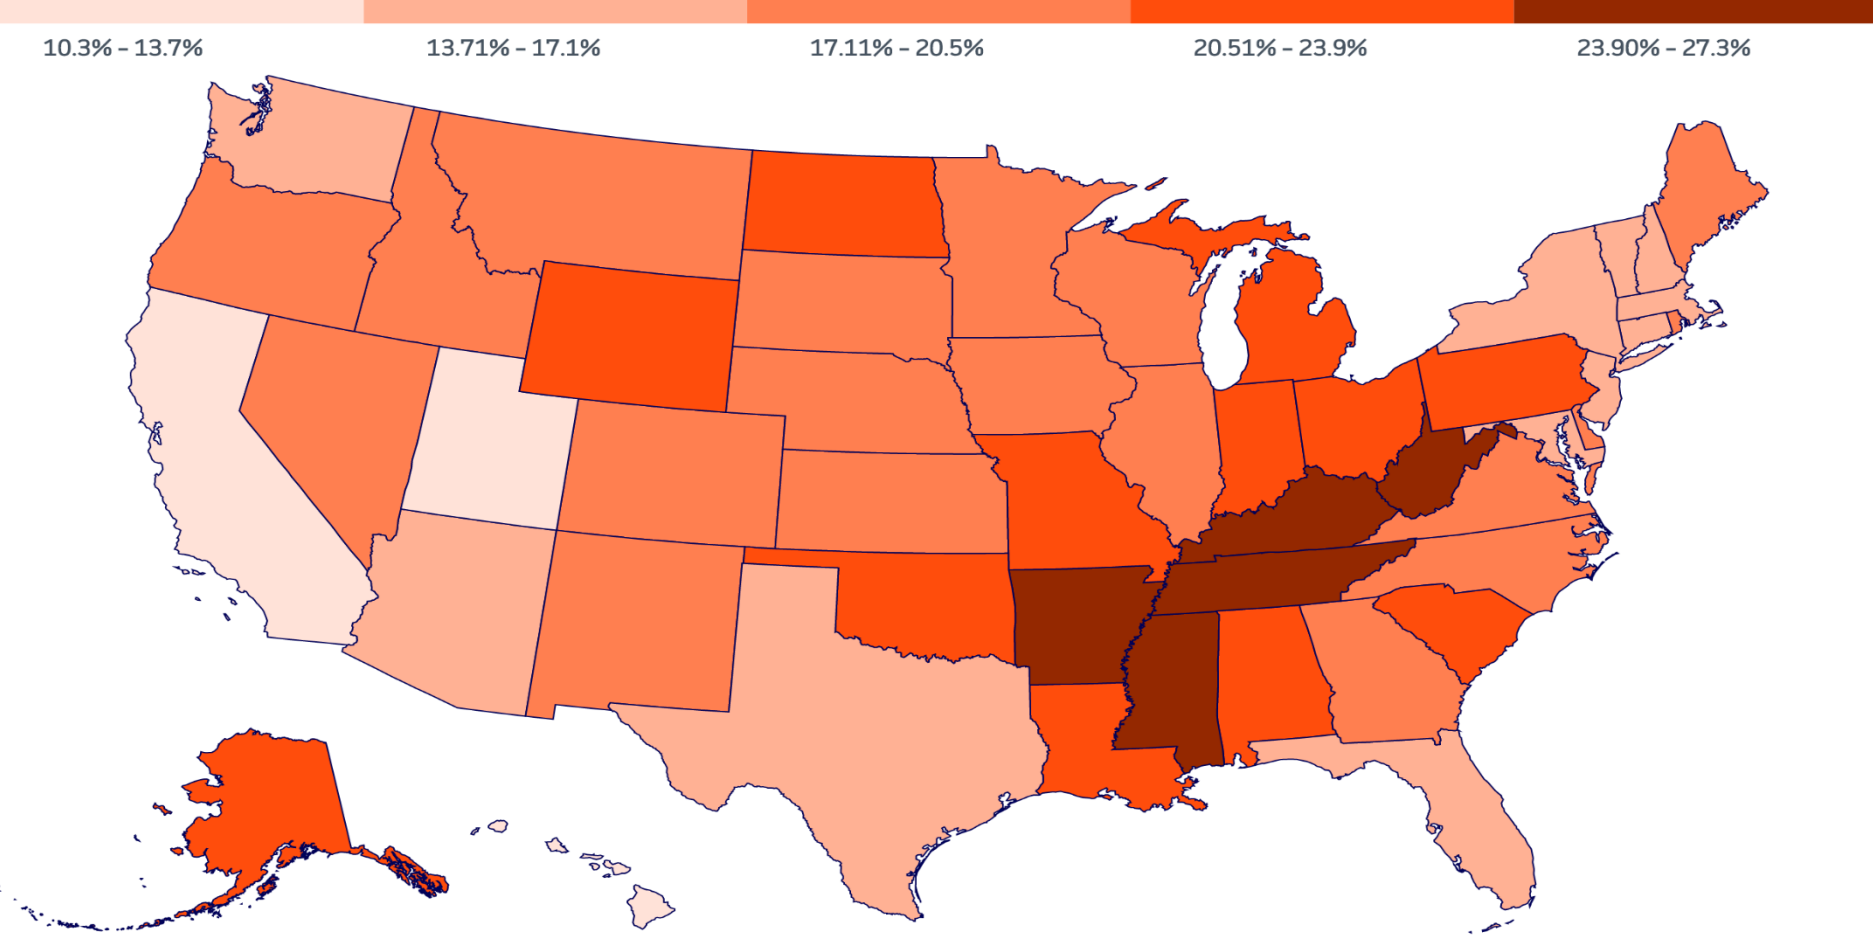 10.3% – 13.7% 13.71% – 17.1% 17.11% – 20.5% 20.51% – 23.9% 23.90% – 27.3%